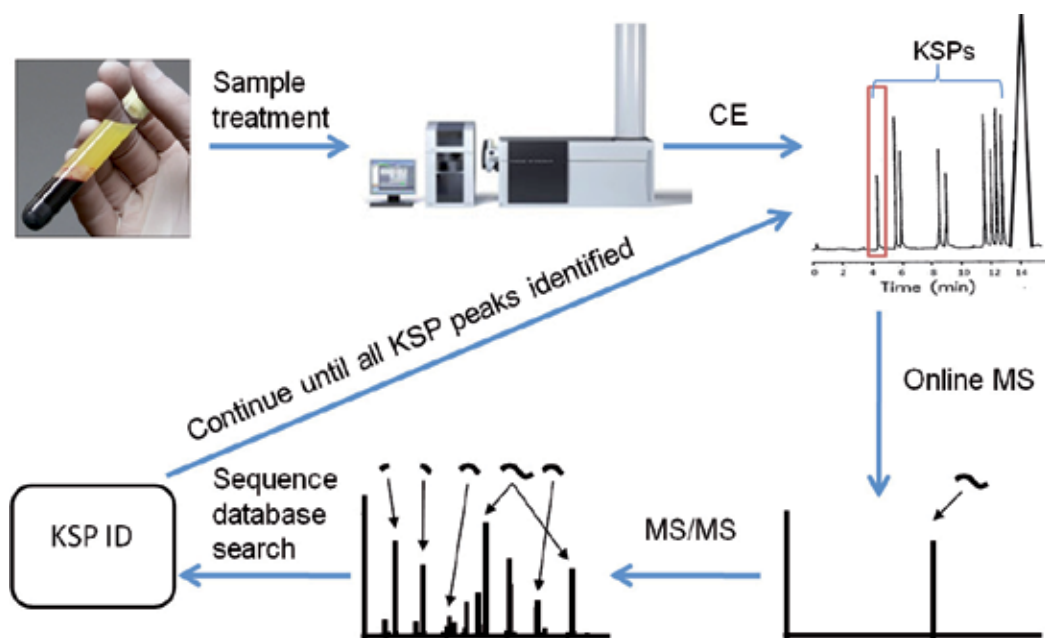 Sample
treatment
CE
KSPs
0 2 4 6 8 10 12 14
Time (min)
Online MS
MS/MS
Sequence
database
search
KSP ID
Continue until all KSP peaks identified